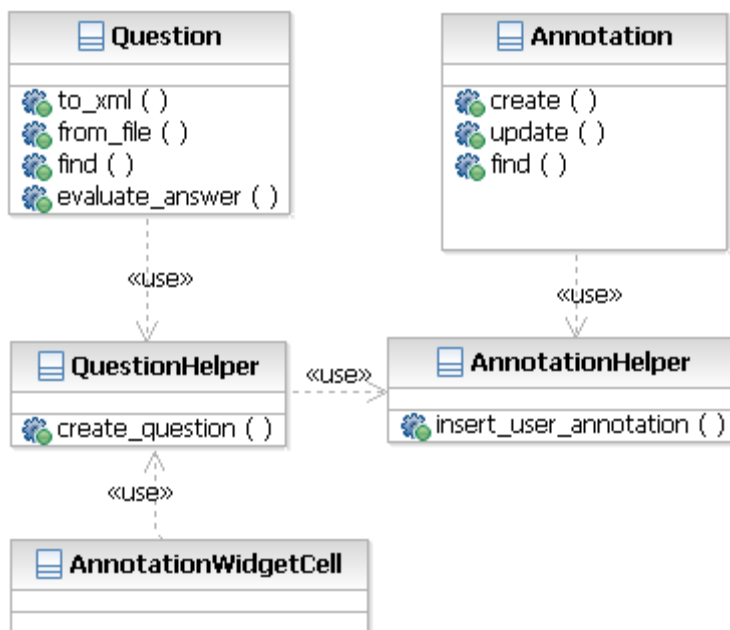 Question
to_xml ( )
from_file ( )
find ( )
evaluate_answer ( )
Annotation
create ( )
update ( )
find ( )
«use»
«use»
QuestionHelper
create_question ( )
«use»
AnnotationHelper
insert_user_annotation ( )
«use»
AnnotationWidgetCell